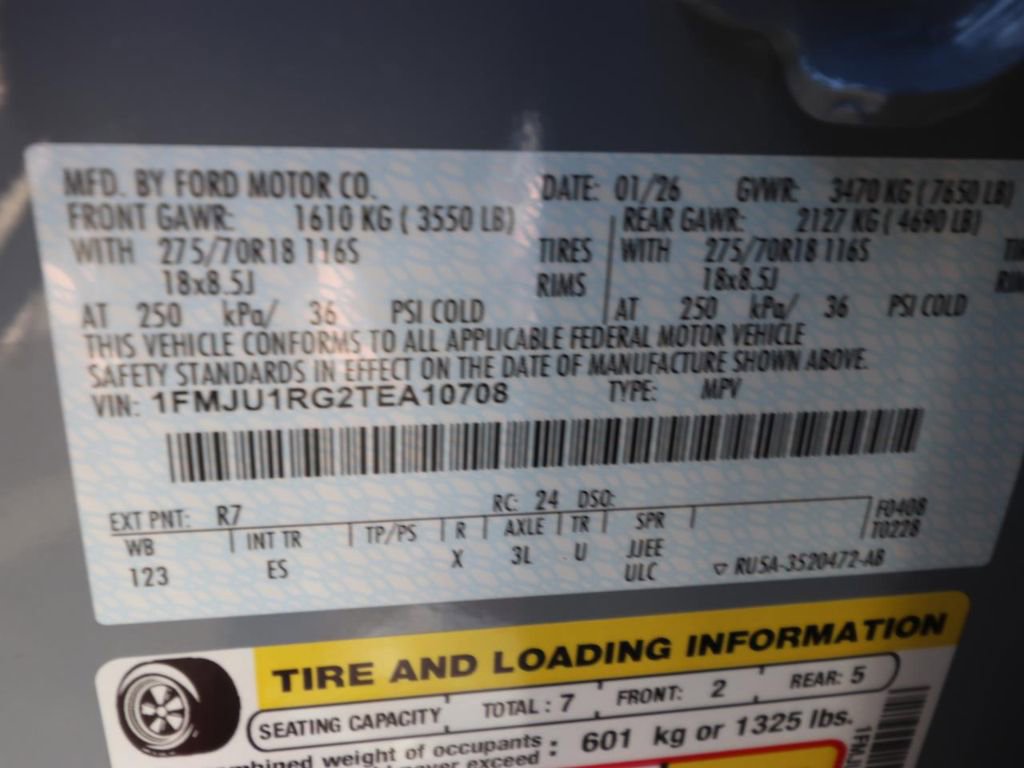 MFD. BY FORD MOTOR CO. DATE: 01/26 GVWR: 3470 KG ( 7650 LB)
FRONT GAWR: 1610 KG ( 3550 LB) REAR GAWR: 2127 KG ( 4690 LB)
WITH 275/70R18 116S TIRES WITH 275/70R18 116S
18x8.5J RIMS 18x8.5J
AT 250 kPa/ 36 PSI COLD AT 250 kPa/ 36 PSI COLD
THIS VEHICLE CONFORMS TO ALL APPLICABLE FEDERAL MOTOR VEHICLE
SAFETY STANDARDS IN EFFECT ON THE DATE OF MANUFACTURE SHOWN ABOVE.
VIN: 1FMJU1RG2TEA10708 TYPE: MPV
EXT PNT: R7 RC: 24 DSO: F0408
WB INT TR TP/PS R AXLE TR SPR T0228
123 ES X 3L U JJEE
ULC ▽ RU5A-3520472-AB
TIRE AND LOADING INFORMATION
SEATING CAPACITY TOTAL : 7 FRONT: 2 REAR: 5
weight of occupants : 601 kg or 1325 lbs.
never exceed